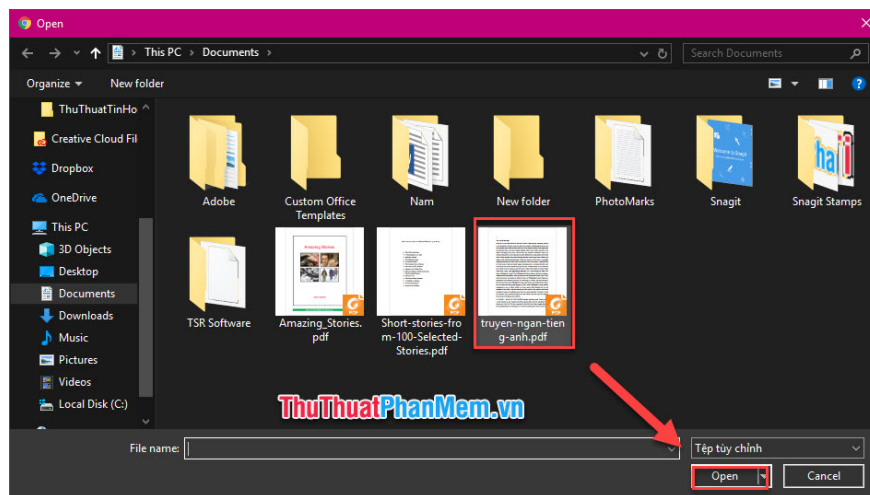 Open
This PC > Documents >
Search Documents
Organize
New folder
ThuThuatTinHo
Creative Cloud Fil
Dropbox
OneDrive
This PC
3D Objects
Desktop
Documents
Downloads
Music
Pictures
Videos
Local Disk (C:)
Adobe
Custom Office
Templates
Nam
New folder
PhotoMarks
Snagit
Snagit Stamps
TSR Software
Amazing_Stories.
pdf
Short-stories-fro
m-100-Selected-
Stories.pdf
truyen-ngan-tien
g-anh.pdf
ThuThuatPhanMem.vn
File name:
Tệp tùy chỉnh
Open
Cancel